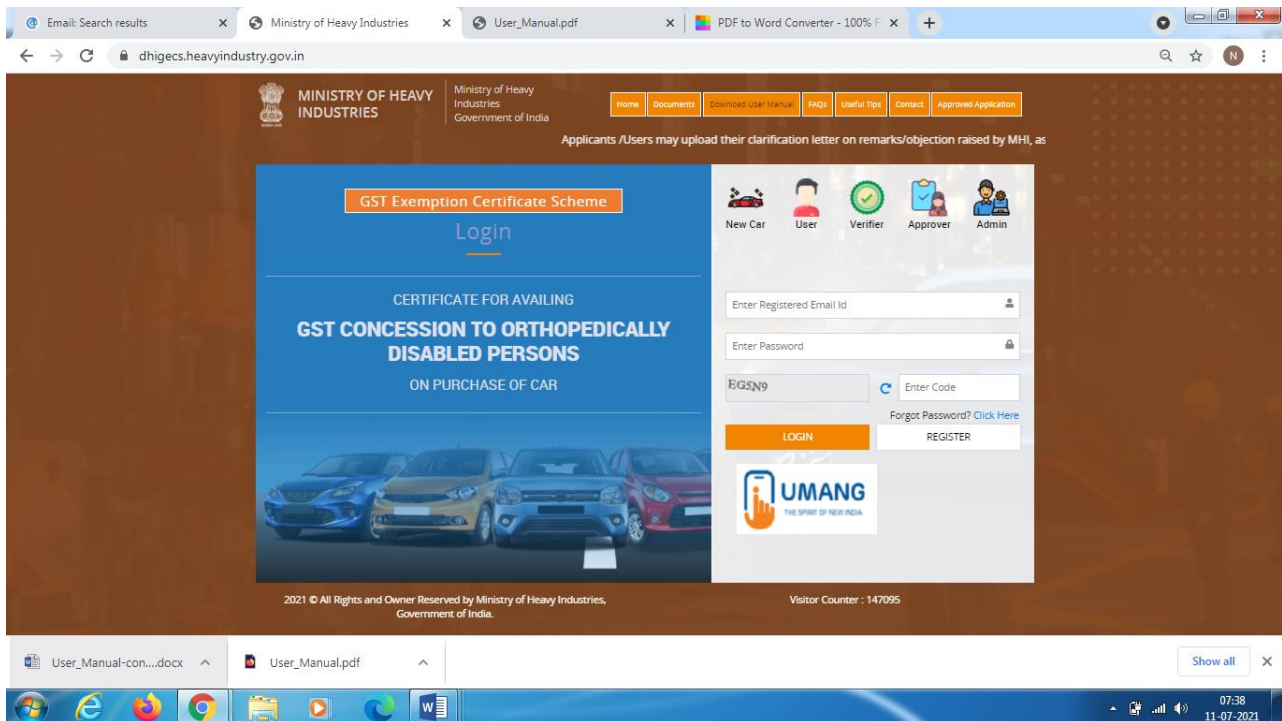 Email: Search results
Ministry of Heavy Industries
User_Manual.pdf
PDF to Word Converter - 100% F
dhigecs.heavyindustry.gov.in
N
MINISTRY OF HEAVY
INDUSTRIES
Ministry of Heavy
Industries
Government of India
Home Documents Download User Manual FAQs Useful Tips Contact Approved Application
Applicants /Users may upload their clarification letter on remarks/objection raised by MHI, as
GST Exemption Certificate Scheme
Login
CERTIFICATE FOR AVAILING
GST CONCESSION TO ORTHOPEDICALLY
DISABLED PERSONS
ON PURCHASE OF CAR
New Car User Verifier Approver Admin
Enter Registered Email Id
Enter Password
EGSN9 Enter Code
Forgot Password? Click Here
LOGIN REGISTER
UMANG
THE SPIRIT OF NEW INDIA
2021 © All Rights and Owner Reserved by Ministry of Heavy Industries,
Government of India.
Visitor Counter : 147095
User_Manual-con....docx
User_Manual.pdf
Show all
W
07:38
11-07-2021